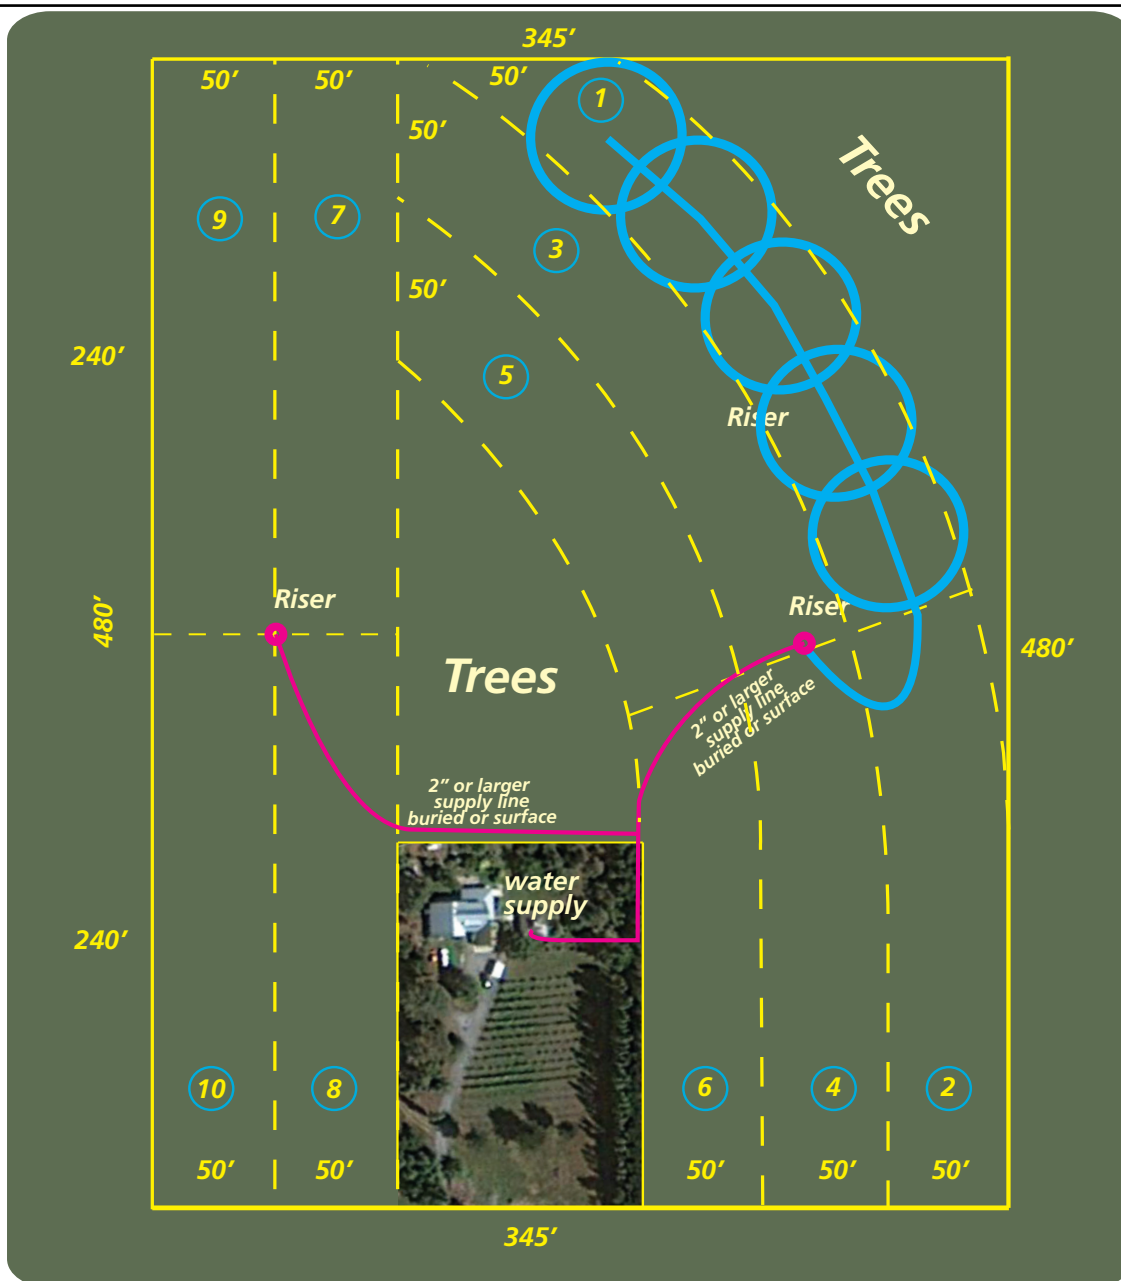 345’
50’
50’
50’
1
50’
Trees
9
7
3
50’
240’
5
Riser
Riser
Riser
480’
Trees
480’
2” or larger
supply line
buried or surface
2” or larger
supply line
buried or surface
water
supply
240’
10
8
6
4
2
50’
50’
50’
50’
50’
345’